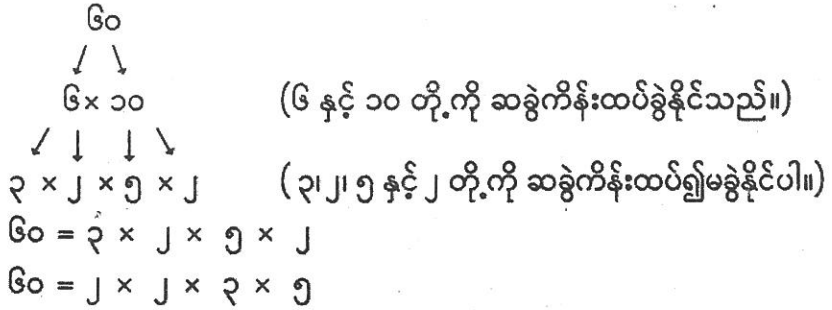 ၆၀
၆ × ၁၀ (၆ နှင့် ၁၀ တို့ကို ဆခွဲကိန်းထပ်ခွဲနိုင်သည်။)
၃ × ၂ × ၅ × ၂ (၃၊၂၊ ၅ နှင့် ၂ တို့ကို ဆခွဲကိန်းထပ်၍မခွဲနိုင်ပါ။)
၆၀ = ၃ × ၂ × ၅ × ၂
၆၀ = ၂ × ၂ × ၃ × ၅